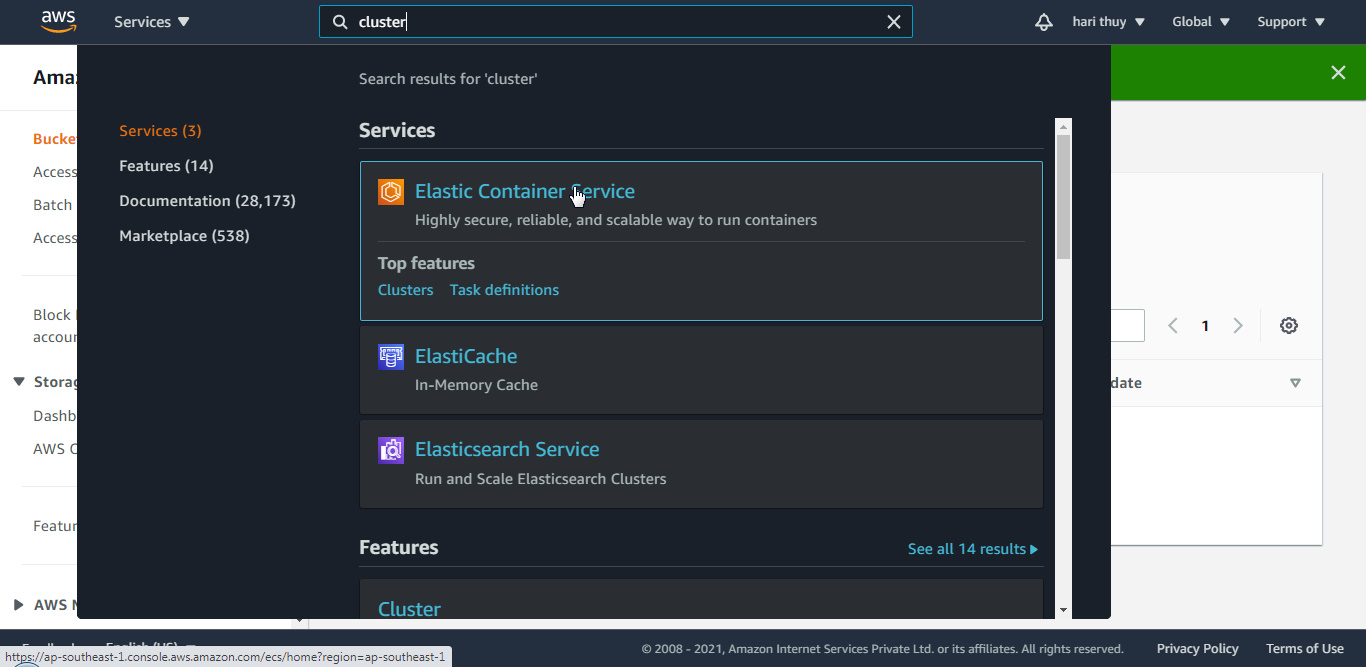 aws
Services ▼
cluster
hari thuy ▼
Global ▼
Support ▼
Search results for 'cluster'
Services (3)
Features (14)
Documentation (28,173)
Marketplace (538)
Services
Elastic Container Service
Highly secure, reliable, and scalable way to run containers
Top features
Clusters Task definitions
ElastiCache
In-Memory Cache
Elasticsearch Service
Run and Scale Elasticsearch Clusters
Features
See all 14 results
Cluster
Amaz
Bucke
Access
Batch
Access
Block
accour
Storag
Dashb
AWS
Featur
AWS
1
date
English (US)
© 2008 - 2021, Amazon Internet Services Private Ltd. or its affiliates. All rights reserved.
Privacy Policy
Terms of Use
https://ap-southeast-1.console.aws.amazon.com/ecs/home?region=ap-southeast-1